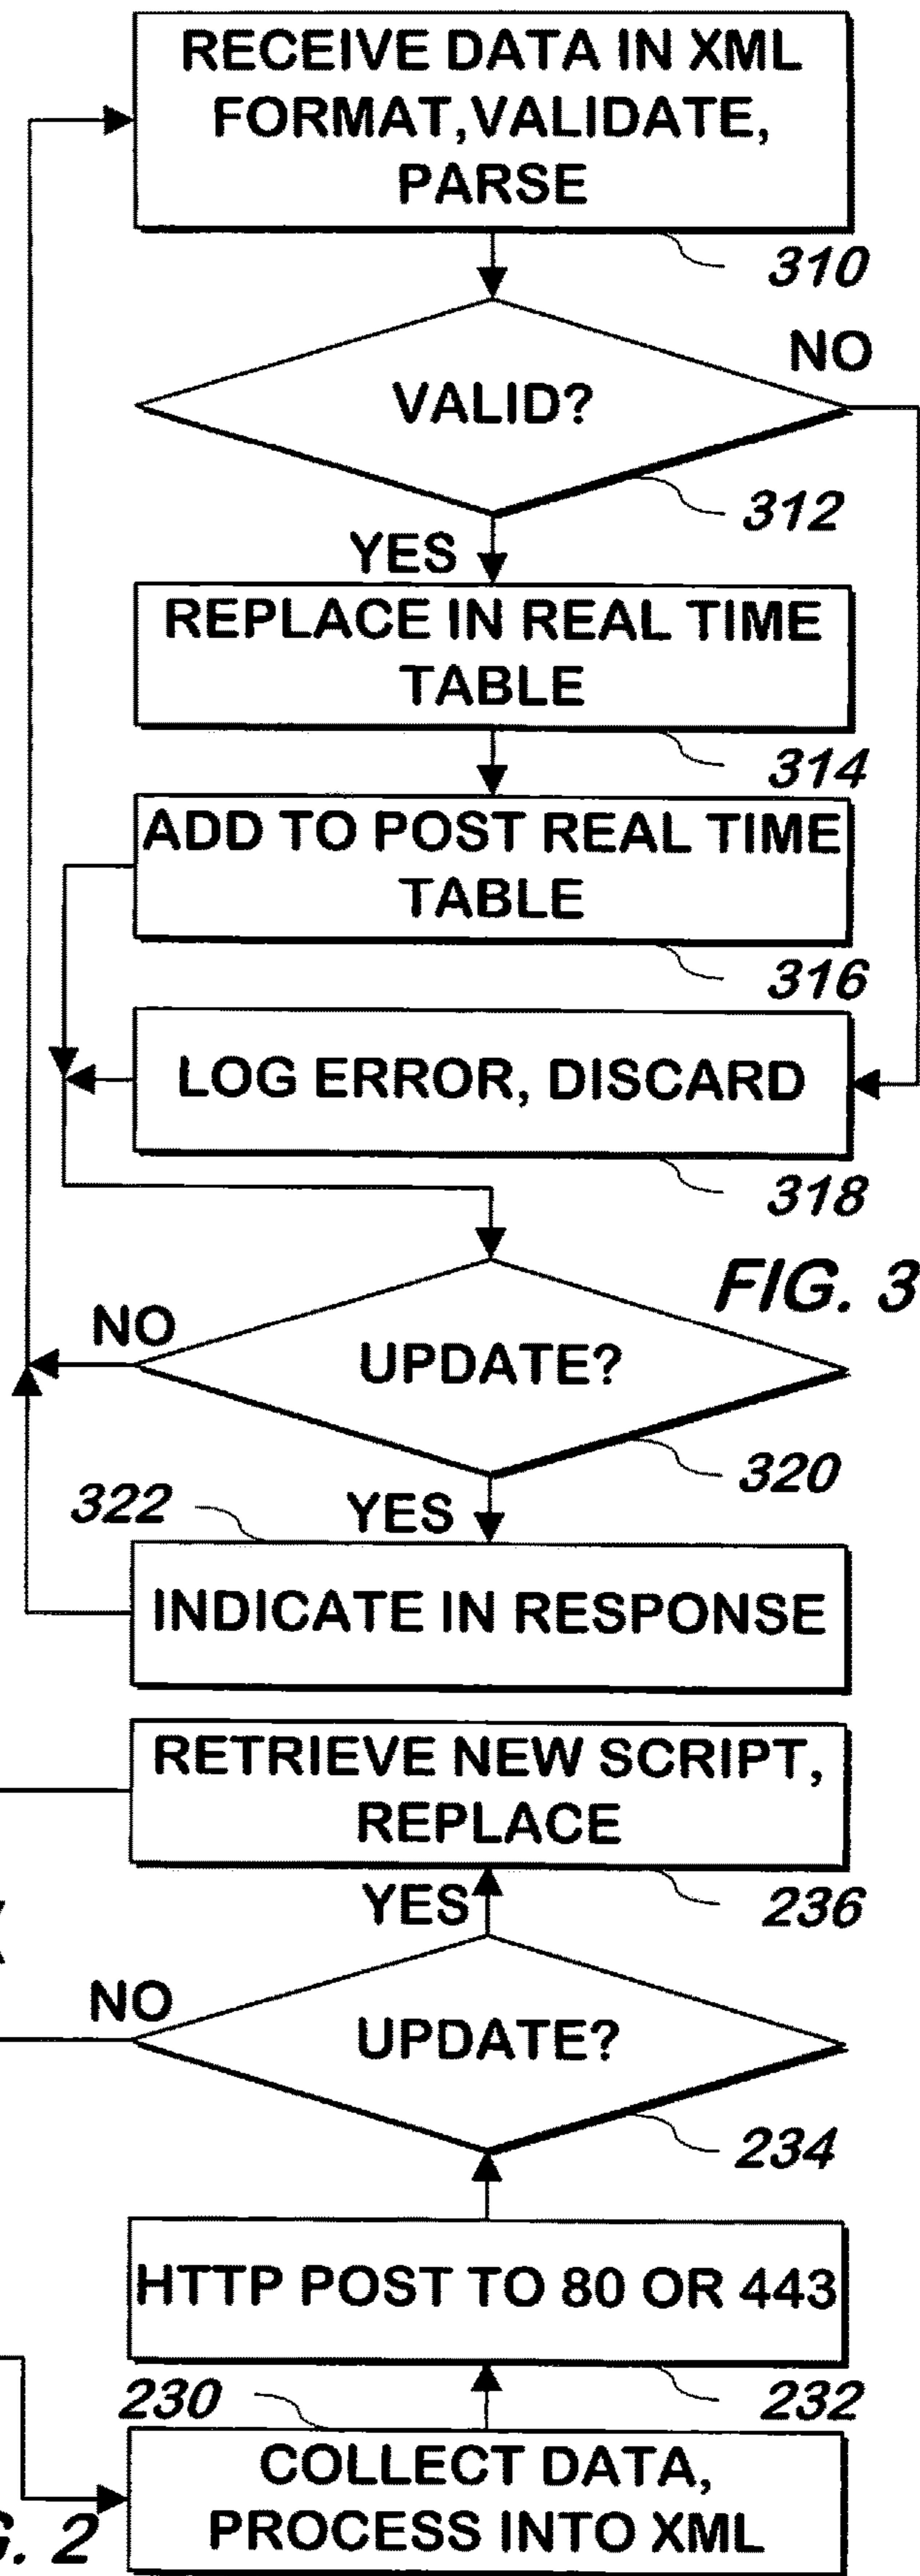 RECEIVE DATA IN XML
FORMAT, VALIDATE,
PARSE
310
NO
VALID?
312
YES
REPLACE IN REAL TIME
TABLE
314
ADD TO POST REAL TIME
TABLE
316
LOG ERROR, DISCARD
318
FIG. 3
NO
UPDATE?
320
322
YES
INDICATE IN RESPONSE
RETRIEVE NEW SCRIPT,
REPLACE
236
YES
NO
UPDATE?
234
HTTP POST TO 80 OR 443
232
230
COLLECT DATA,
PROCESS INTO XML
G. 2